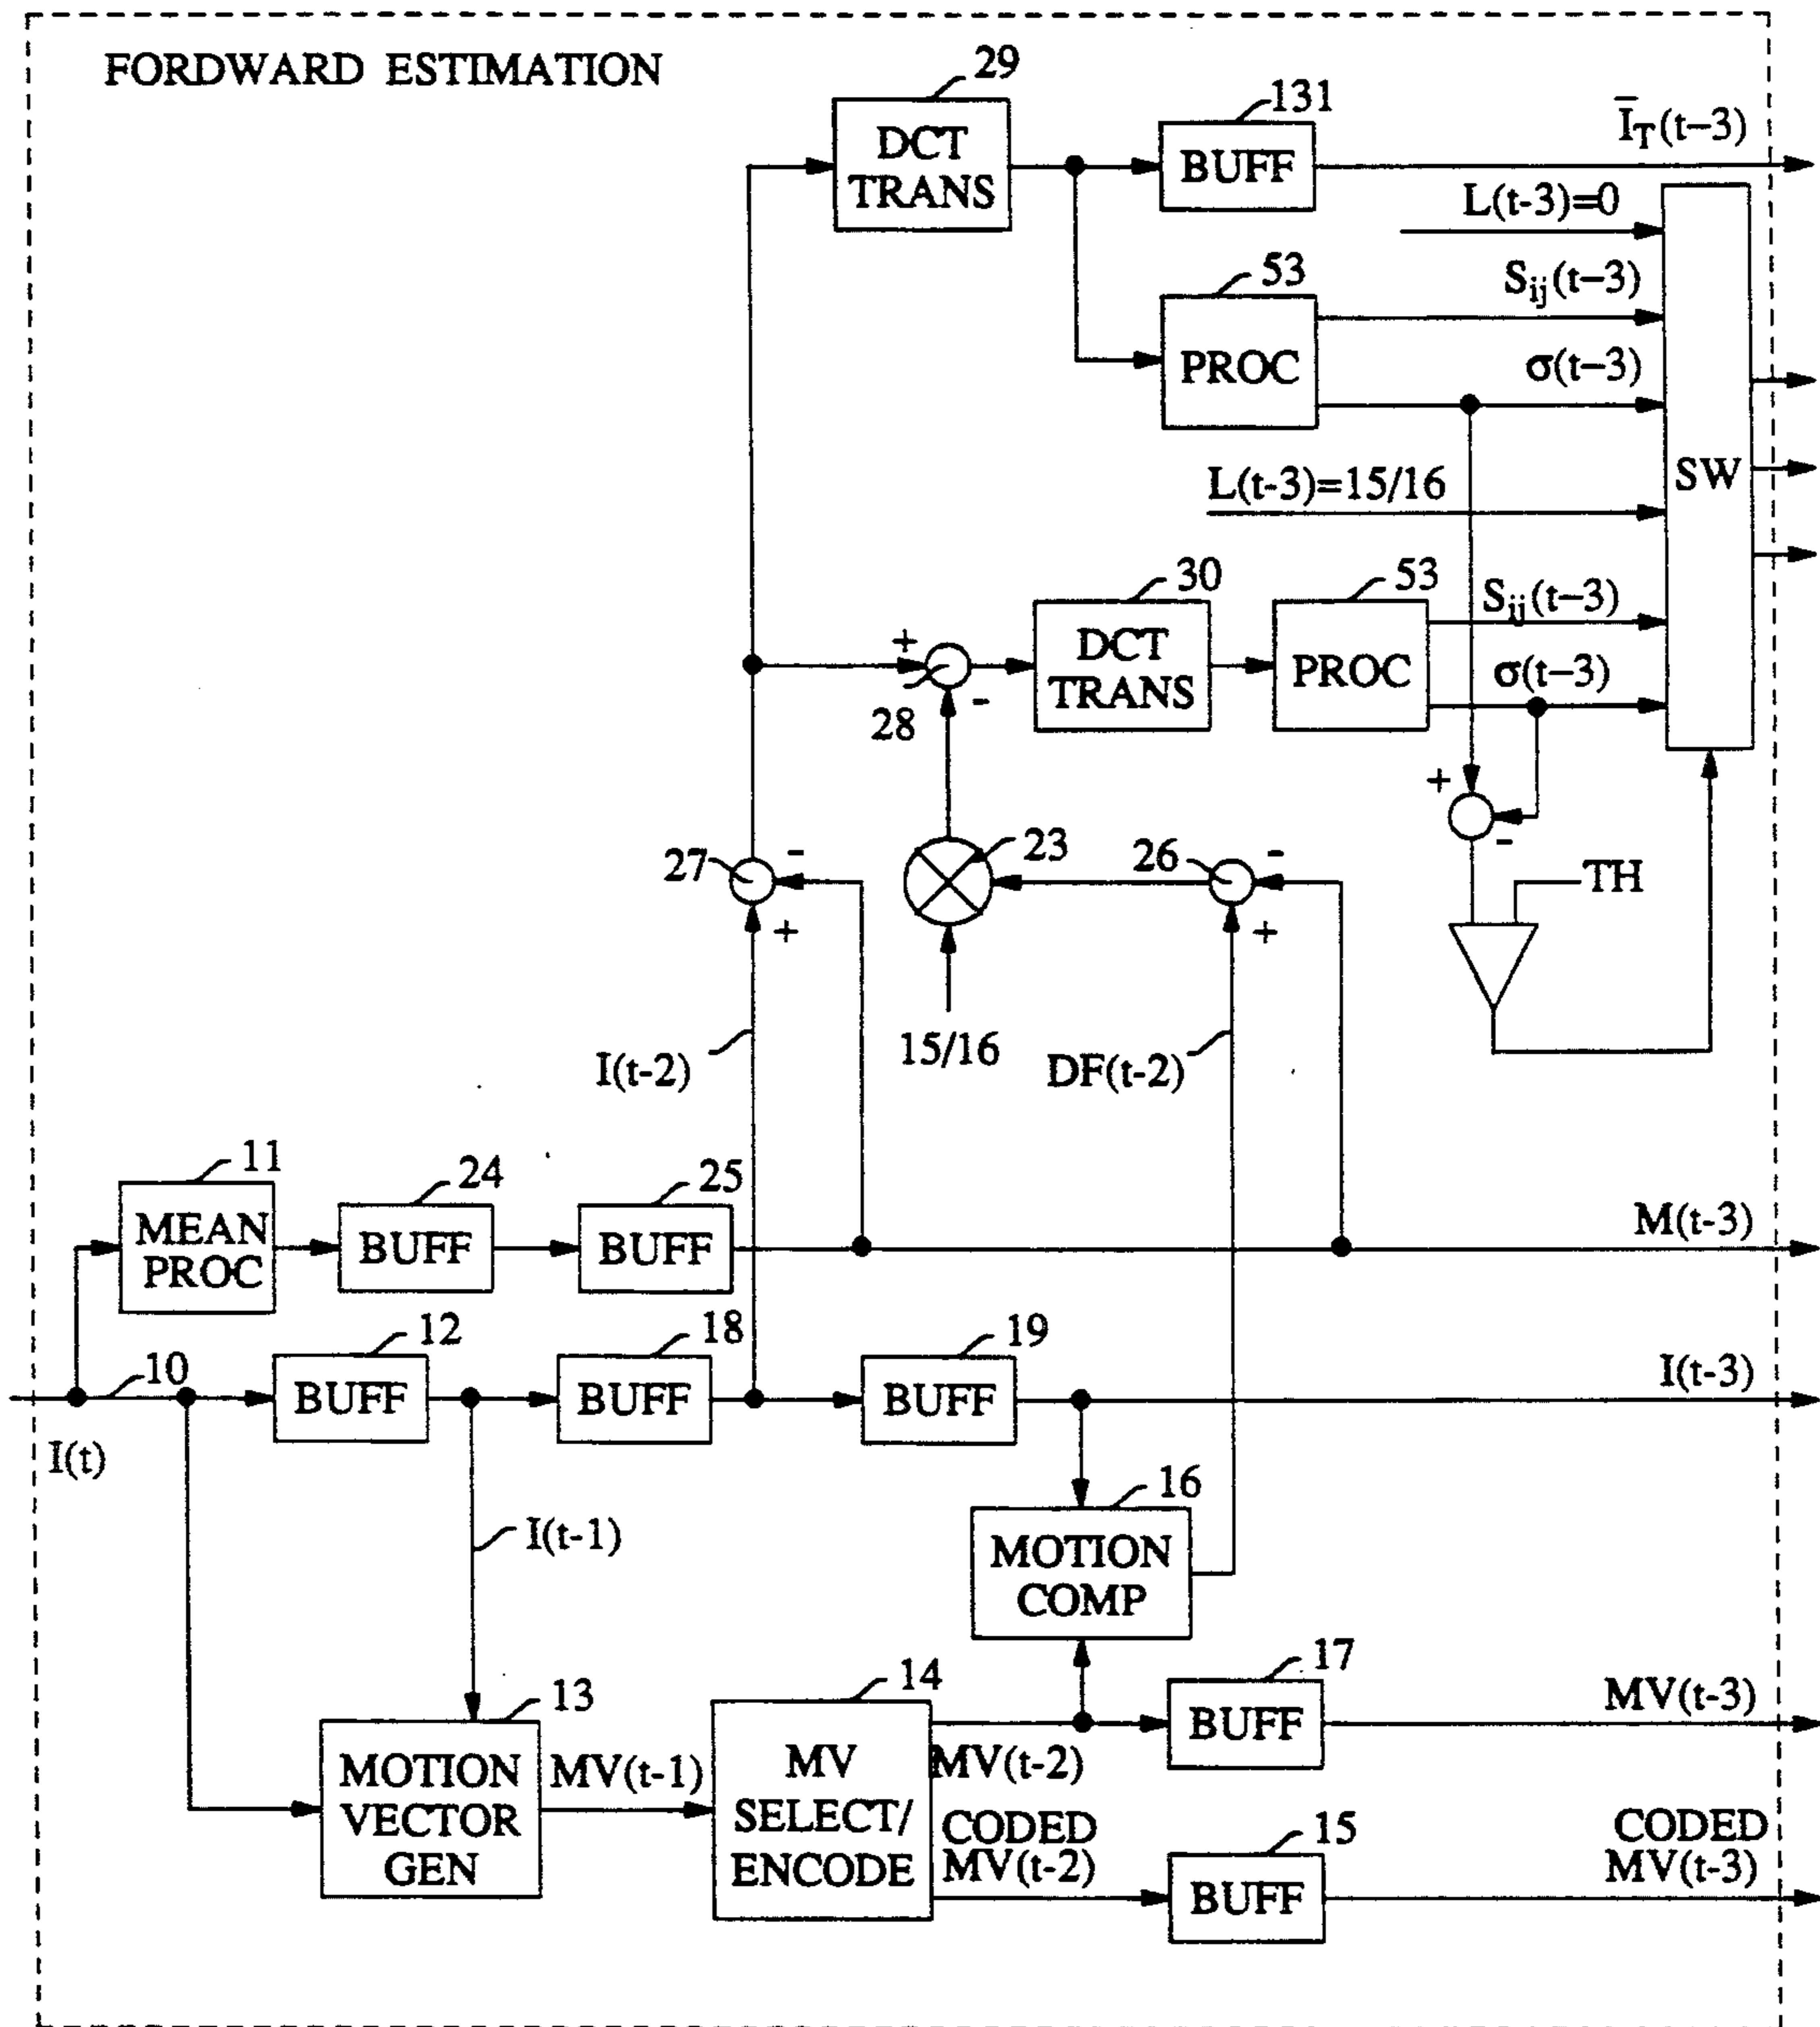 FORDWARD ESTIMATION
29
DCT
TRANS
131
BUFF
I̅T(t–3)
L(t-3)=0
53
PROC
Sij(t–3)
σ(t–3)
SW
L(t-3)=15/16
30
DCT
TRANS
53
PROC
Sij(t–3)
σ(t–3)
+
-
28
+
-
TH
27
-
+
23
15/16
26
-
+
I(t-2)
DF(t-2)
11
MEAN
PROC
24
BUFF
25
BUFF
M(t-3)
10
I(t)
12
BUFF
18
BUFF
19
BUFF
I(t-3)
I(t-1)
16
MOTION
COMP
13
MOTION
VECTOR
GEN
MV(t-1)
14
MV
SELECT/
ENCODE
MV(t-2)
17
BUFF
MV(t-3)
CODED
MV(t-2)
15
BUFF
CODED
MV(t-3)